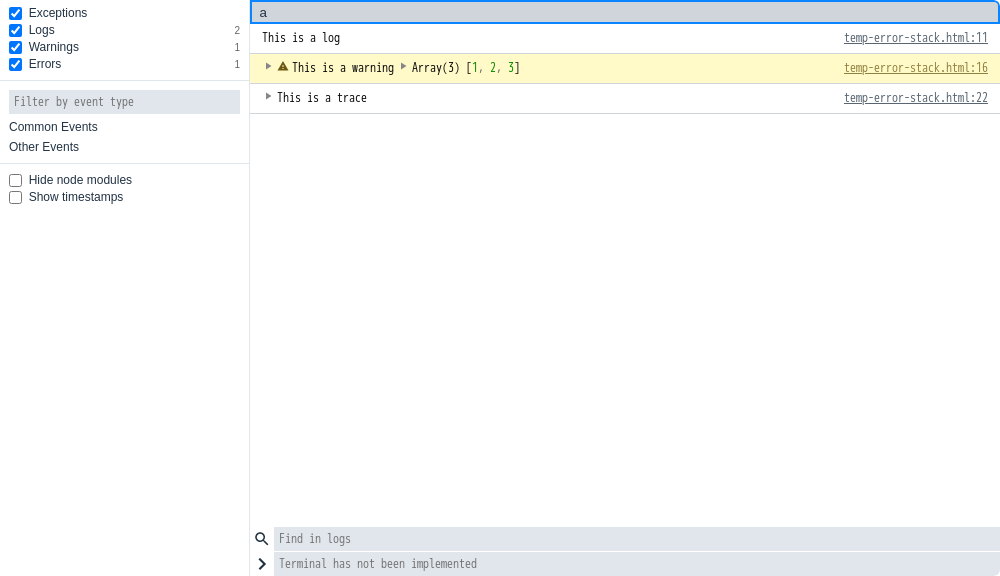 Exceptions
Logs 2
Warnings 1
Errors 1
Filter by event type
Common Events
Other Events
Hide node modules
Show timestamps
a
This is a log temp-error-stack.html:11
This is a warning Array(3) [1, 2, 3] temp-error-stack.html:16
This is a trace temp-error-stack.html:22
Find in logs
Terminal has not been implemented